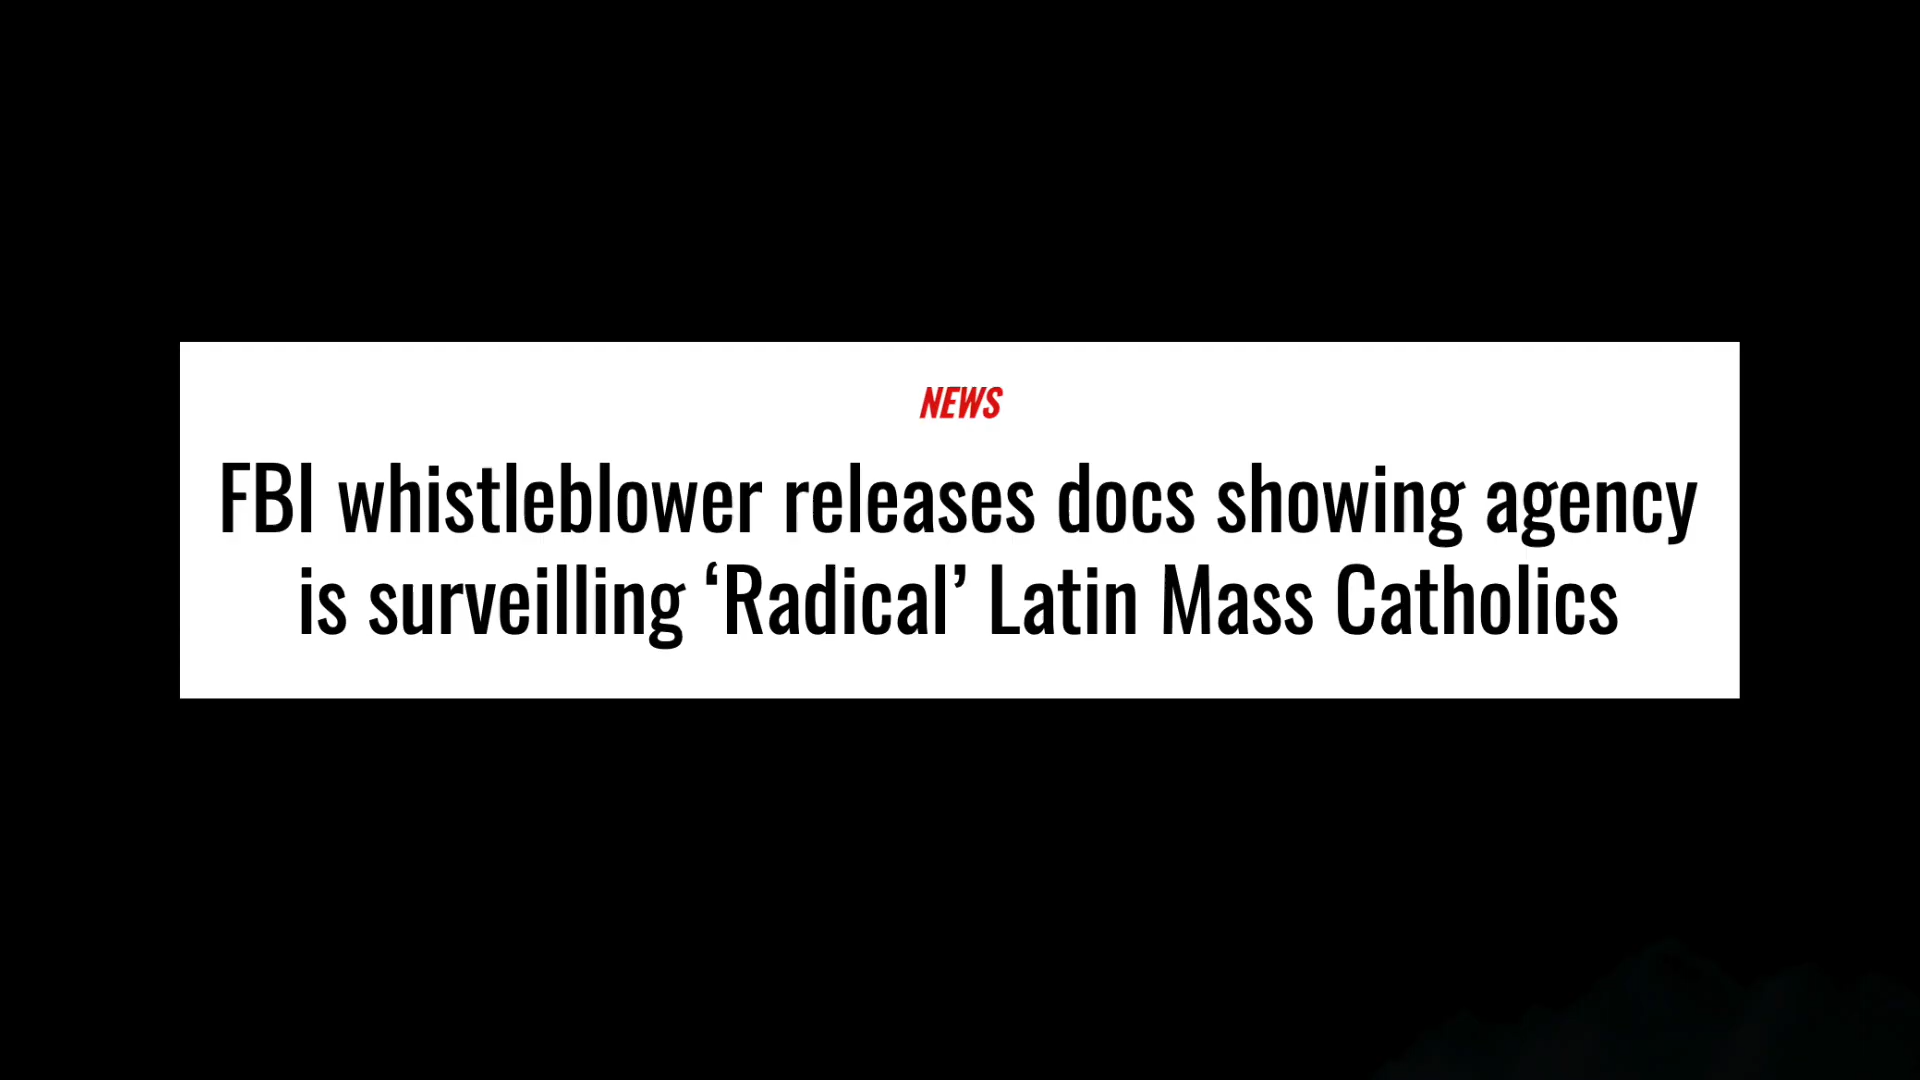 NEWS
FBI whistleblower releases docs showing agency
is surveilling ‘Radical’ Latin Mass Catholics